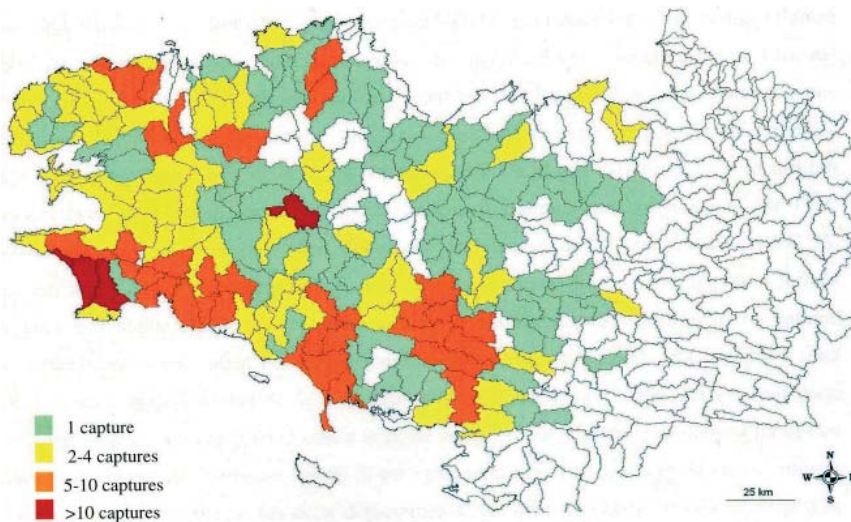 1 capture
2-4 captures
5-10 captures
>10 captures
25 km
N
W
E
S